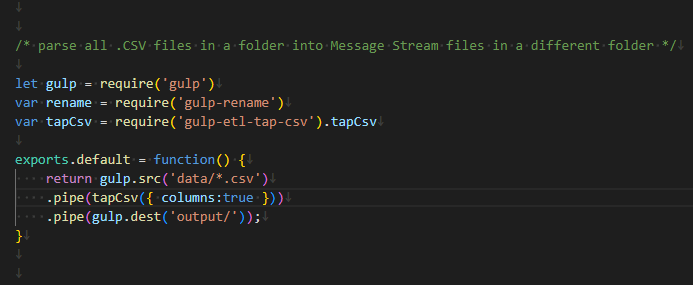 /* parse all .CSV files in a folder into Message Stream files in a different folder */
let gulp = require('gulp')
var rename = require('gulp-rename')
var tapCsv = require('gulp-etl-tap-csv').tapCsv
exports.default = function() {
    return gulp.src('data/*.csv')
    .pipe(tapCsv({ columns:true }))
    .pipe(gulp.dest('output/'));
}